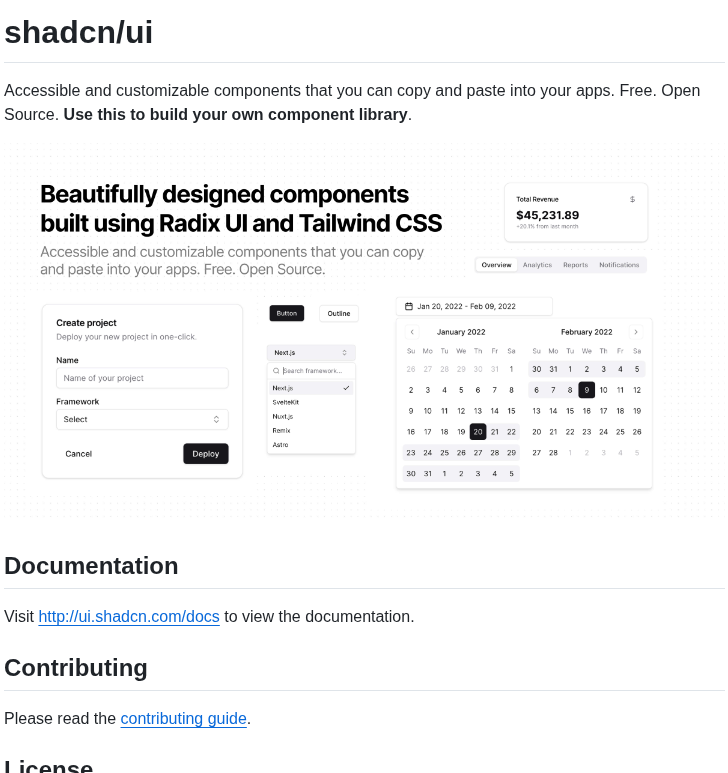 shadcn/ui
Accessible and customizable components that you can copy and paste into your apps. Free. Open
Source. Use this to build your own component library.
Beautifully designed components
built using Radix UI and Tailwind CSS
Accessible and customizable components that you can copy
and paste into your apps. Free. Open Source.
Total Revenue $
$45,231.89
+20.1% from last month
Overview Analytics Reports Notifications
Create project
Deploy your new project in one-click.
Name
Name of your project
Framework
Select
Cancel Deploy
Button Outline
Next.js
Search framework...
Next.js
SvelteKit
Nuxt.js
Remix
Astro
Jan 20, 2022 - Feb 09, 2022
January 2022
Su Mo Tu We Th Fr Sa
26 27 28 29 30 31 1
2 3 4 5 6 7 8
9 10 11 12 13 14 15
16 17 18 19 20 21 22
23 24 25 26 27 28 29
30 31 1 2 3 4 5
February 2022
Su Mo Tu We Th Fr Sa
30 31 1 2 3 4 5
6 7 8 9 10 11 12
13 14 15 16 17 18 19
20 21 22 23 24 25 26
27 28 1 2 3 4 5
Documentation
Visit http://ui.shadcn.com/docs to view the documentation.
Contributing
Please read the contributing guide.
License